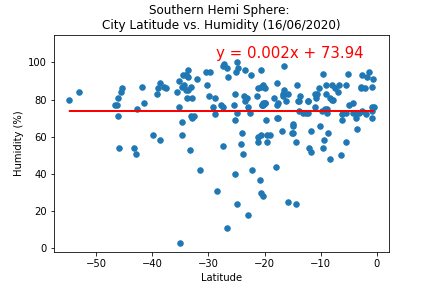 Southern Hemi Sphere:
City Latitude vs. Humidity (16/06/2020)
y = 0.002x + 73.94
Humidity (%)
100
80
60
40
20
0
−50 −40 −30 −20 −10 0
Latitude